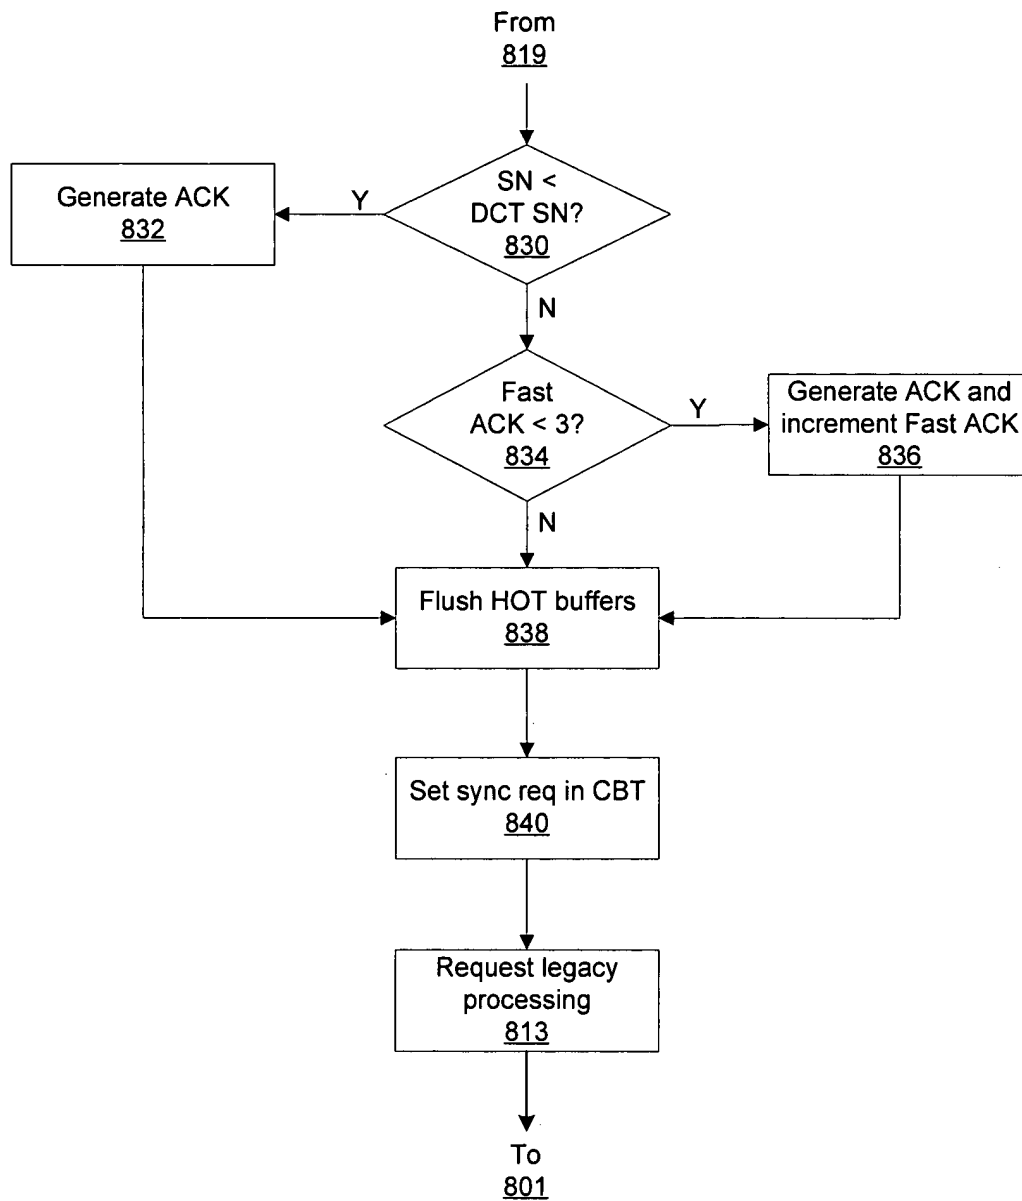 From
819
SN <
DCT SN?
830
Y
Generate ACK
832
N
Fast
ACK < 3?
834
Y
Generate ACK and
increment Fast ACK
836
N
Flush HOT buffers
838
Set sync req in CBT
840
Request legacy
processing
813
To
801